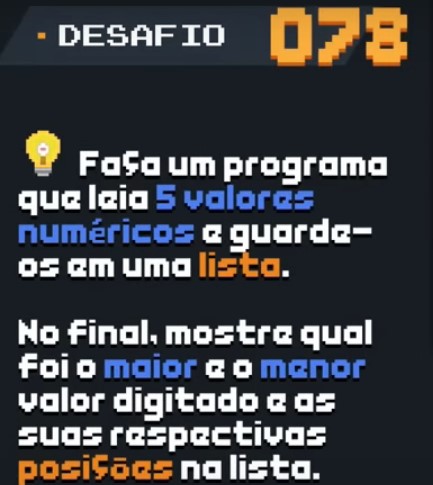 · DESAFIO 078
Faça um programa
que leia 5 valores
numéricos e guarde-
os em uma lista.
No final, mostre qual
foi o maior e o menor
valor digitado e as
suas respectivas
posições na lista.